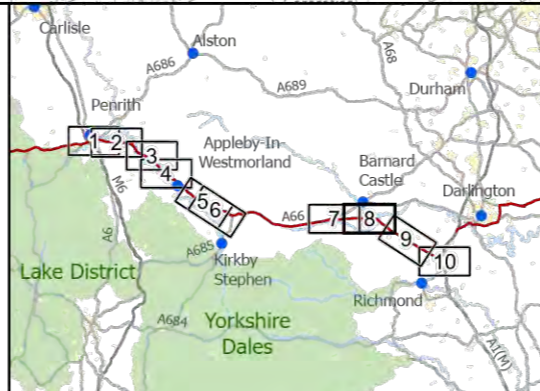 Carlisle
Alston
A686
A68
A689
Durham
Penrith
1
2
3
4
5
6
Appleby-In
Westmorland
Barnard
Castle
Darlington
M6
A6
A66
7
8
9
10
A685
Kirkby
Stephen
Lake District
Richmond
A684
Yorkshire
Dales
A1(M)